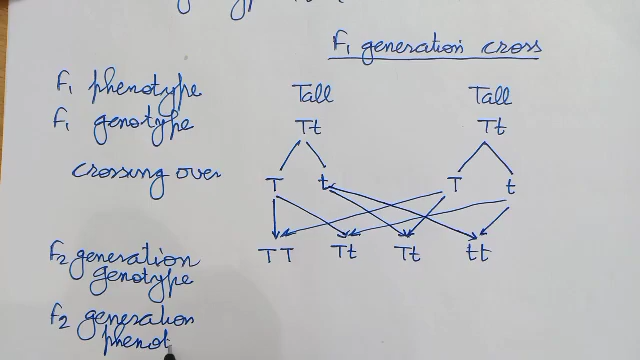 F₁ generation cross
F₁ phenotype Tall Tall
F₁ genotype Tt Tt
crossing over T t T t
F₂ generation genotype TT Tt Tt tt
F₂ generation
phenot